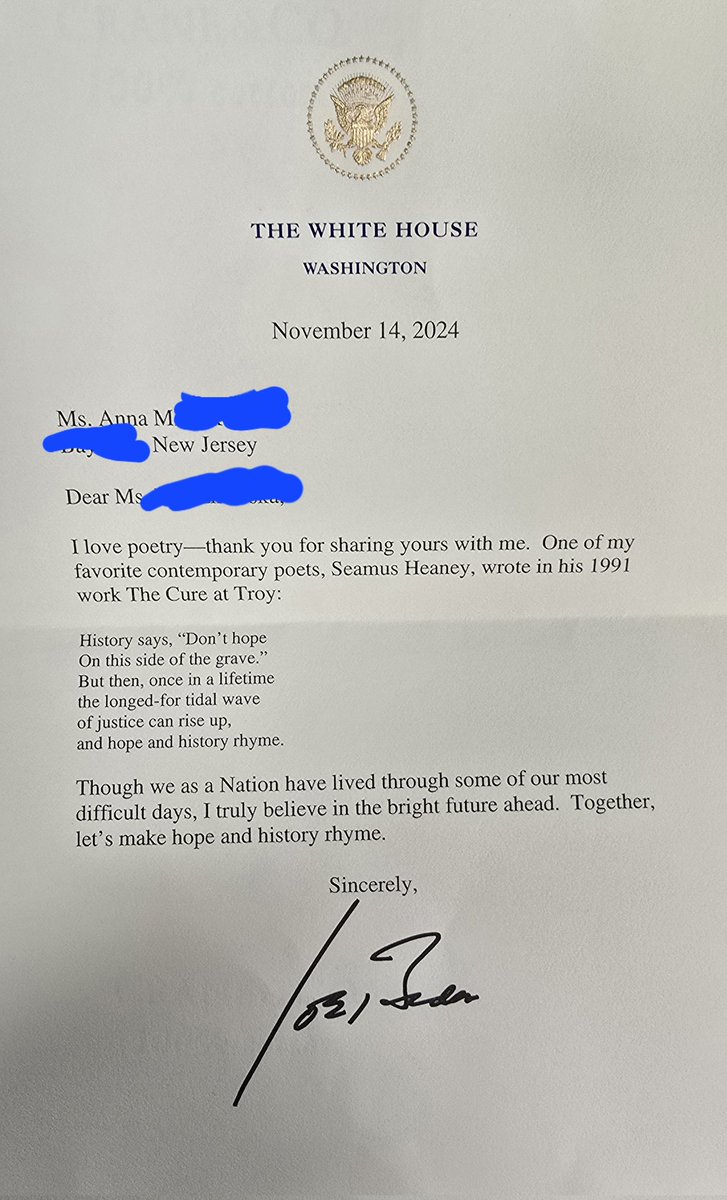 THE WHITE HOUSE
WASHINGTON
November 14, 2024
Ms. Anna M
New Jersey
Dear Ms
I love poetry—thank you for sharing yours with me. One of my
favorite contemporary poets, Seamus Heaney, wrote in his 1991
work The Cure at Troy:
History says, “Don’t hope
On this side of the grave.”
But then, once in a lifetime
the longed-for tidal wave
of justice can rise up,
and hope and history rhyme.
Though we as a Nation have lived through some of our most
difficult days, I truly believe in the bright future ahead. Together,
let’s make hope and history rhyme.
Sincerely,
Joe Biden